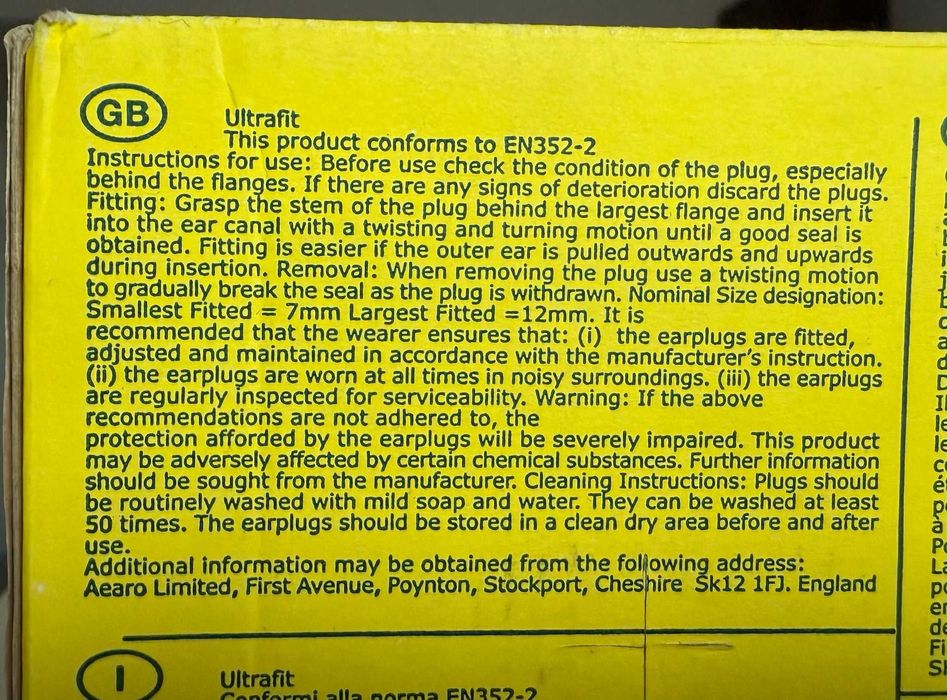 GB
Ultrafit
This product conforms to EN352-2
Instructions for use: Before use check the condition of the plug, especially
behind the flanges. If there are any signs of deterioration discard the plugs.
Fitting: Grasp the stem of the plug behind the largest flange and insert it
into the ear canal with a twisting and turning motion until a good seal is
obtained. Fitting is easier if the outer ear is pulled outwards and upwards
during insertion. Removal: When removing the plug use a twisting motion
to gradually break the seal as the plug is withdrawn. Nominal Size designation:
Smallest Fitted = 7mm Largest Fitted =12mm. It is
recommended that the wearer ensures that: (i) the earplugs are fitted,
adjusted and maintained in accordance with the manufacturer's instruction.
(ii) the earplugs are worn at all times in noisy surroundings. (iii) the earplugs
are regularly inspected for serviceability. Warning: If the above
recommendations are not adhered to, the
protection afforded by the earplugs will be severely impaired. This product
may be adversely affected by certain chemical substances. Further information
should be sought from the manufacturer. Cleaning Instructions: Plugs should
be routinely washed with mild soap and water. They can be washed at least
50 times. The earplugs should be stored in a clean dry area before and after
use.
Additional information may be obtained from the following address:
Aearo Limited, First Avenue, Poynton, Stockport, Cheshire Sk12 1FJ. England
I
Ultrafit
Conformi alla norma EN352-2